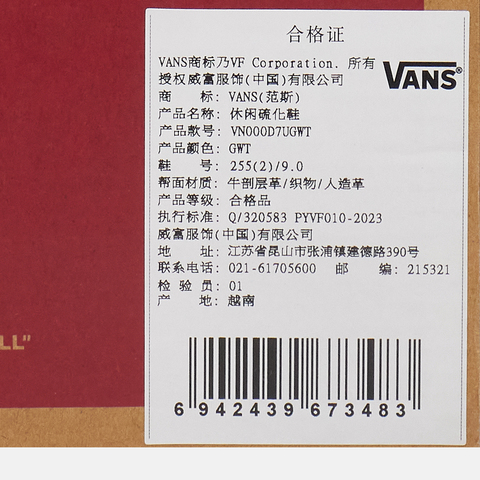 合格证
VANS商标乃VF Corporation. 所有
授权威富服饰(中国)有限公司
VANS®
商 标: VANS(范斯)
产品名称: 休闲硫化鞋
产品款号: VN000D7UGWT
产品颜色: GWT
鞋 号: 255(2)/9.0
帮面材质: 牛剖层革/织物/人造革
产品等级: 合格品
执行标准: Q/320583 PYVF010-2023
威富服饰(中国)有限公司
地 址: 江苏省昆山市张浦镇建德路390号
联系电话: 021-61705600 邮 编: 215321
检 验 员: 01
产 地: 越南
LL"
6 942439 673483